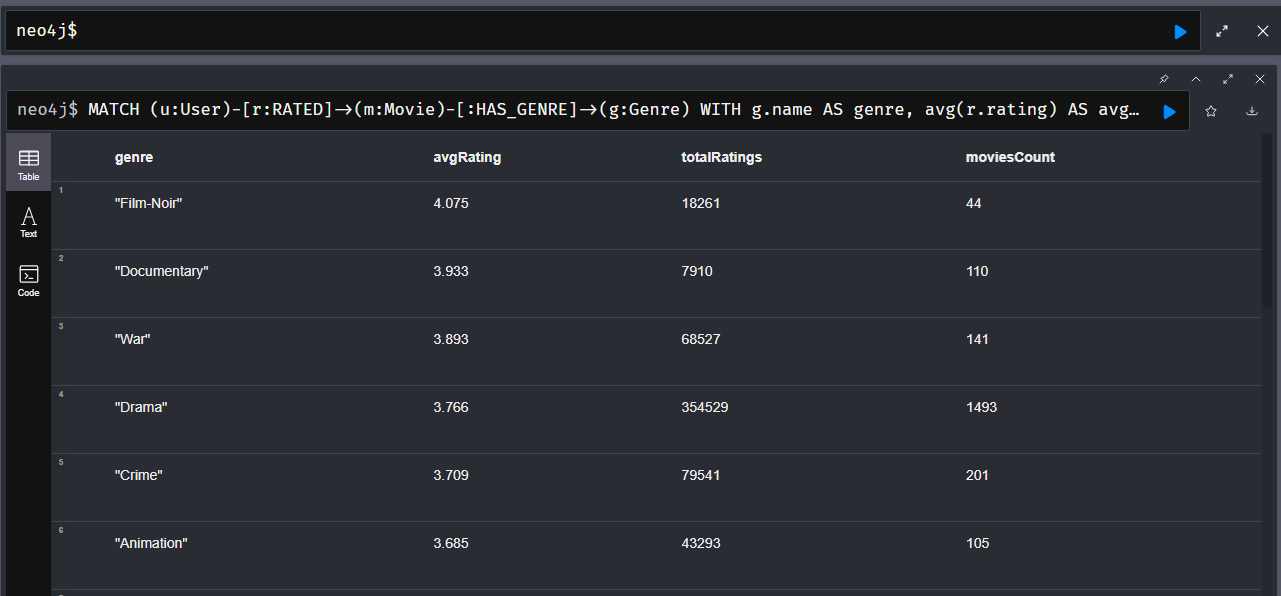 neo4j$
neo4j$ MATCH (u:User)-[r:RATED]→(m:Movie)-[:HAS_GENRE]→(g:Genre) WITH g.name AS genre, avg(r.rating) AS avg…
Table
Text
Code
genre avgRating totalRatings moviesCount
1 "Film-Noir" 4.075 18261 44
2 "Documentary" 3.933 7910 110
3 "War" 3.893 68527 141
4 "Drama" 3.766 354529 1493
5 "Crime" 3.709 79541 201
6 "Animation" 3.685 43293 105